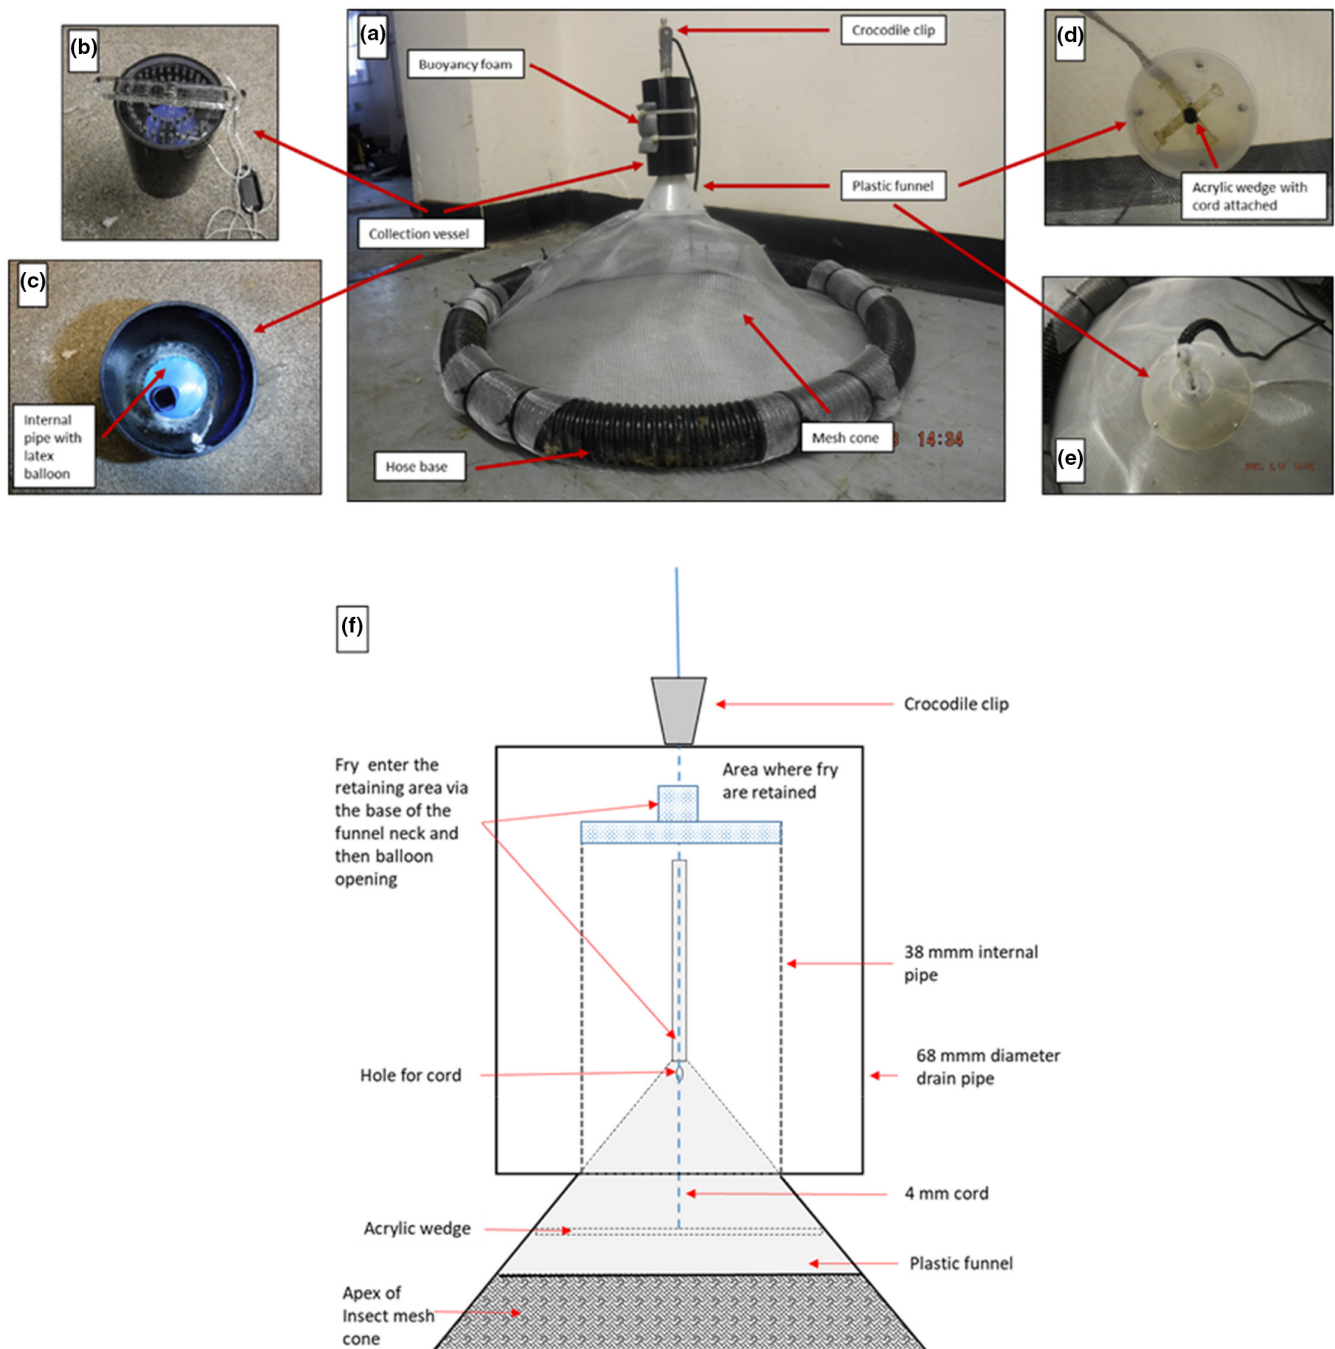 (b)
(a)
Crocodile clip
Buoyancy foam
(d)
Plastic funnel
Acrylic wedge with
cord attached
Collection vessel
(c)
Internal
pipe with
latex
balloon
Mesh cone
14:34
Hose base
(e)
(f)
Crocodile clip
Fry enter the
retaining area via
the base of the
funnel neck and
then balloon
opening
Area where fry
are retained
38 mmm internal
pipe
Hole for cord
68 mmm diameter
drain pipe
4 mm cord
Acrylic wedge
Plastic funnel
Apex of
Insect mesh
cone